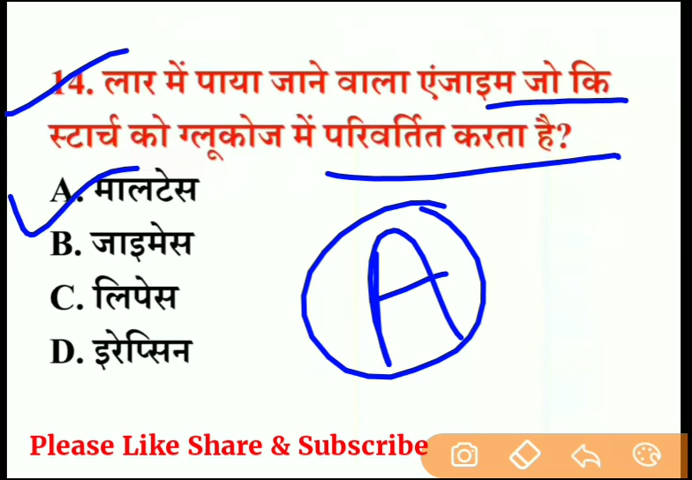 14. लार में पाया जाने वाला एंजाइम जो कि
स्टार्च को ग्लूकोज में परिवर्तित करता है?
A. मालटेस
B. जाइमेस
C. लिपेस
D. इरेप्सिन
A
Please Like Share & Subscribe